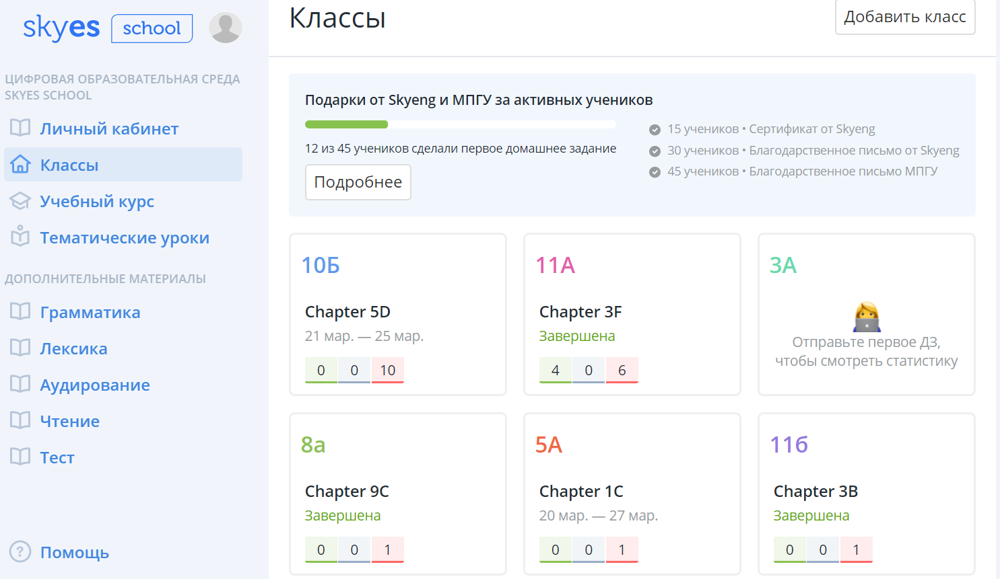 skyes school
ЦИФРОВАЯ ОБРАЗОВАТЕЛЬНАЯ СРЕДА
SKYES SCHOOL
Личный кабинет
Классы
Учебный курс
Тематические уроки
ДОПОЛНИТЕЛЬНЫЕ МАТЕРИАЛЫ
Грамматика
Лексика
Аудирование
Чтение
Тест
? Помощь
Классы
Добавить класс
Подарки от Skyeng и МПГУ за активных учеников
12 из 45 учеников сделали первое домашнее задание
Подробнее
15 учеников • Сертификат от Skyeng
30 учеников • Благодарственное письмо от Skyeng
45 учеников • Благодарственное письмо МПГУ
10Б
Chapter 5D
21 мар. — 25 мар.
0 0 10
11А
Chapter 3F
Завершена
4 0 6
3А
Отправьте первое ДЗ,
чтобы смотреть статистику
8а
Chapter 9C
Завершена
0 0 1
5А
Chapter 1C
20 мар. — 27 мар.
0 0 1
11б
Chapter 3B
Завершена
0 0 1